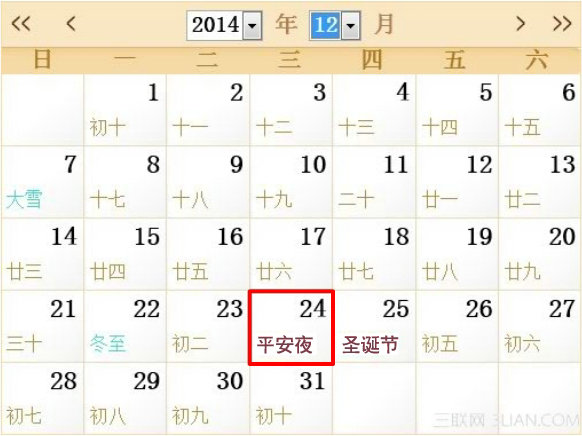 << < 2014 年 12 月 > >>
日 一 二 三 四 五 六
1 2 3 4 5 6
初十 十一 十二 十三 十四 十五
7 8 9 10 11 12 13
大雪 十七 十八 十九 二十 廿一 廿二
14 15 16 17 18 19 20
廿三 廿四 廿五 廿六 廿七 廿八 廿九
21 22 23 24 25 26 27
三十 冬至 初二 平安夜 圣诞节 初五 初六
28 29 30 31
初七 初八 初九 初十
三联网 3LIAN.COM